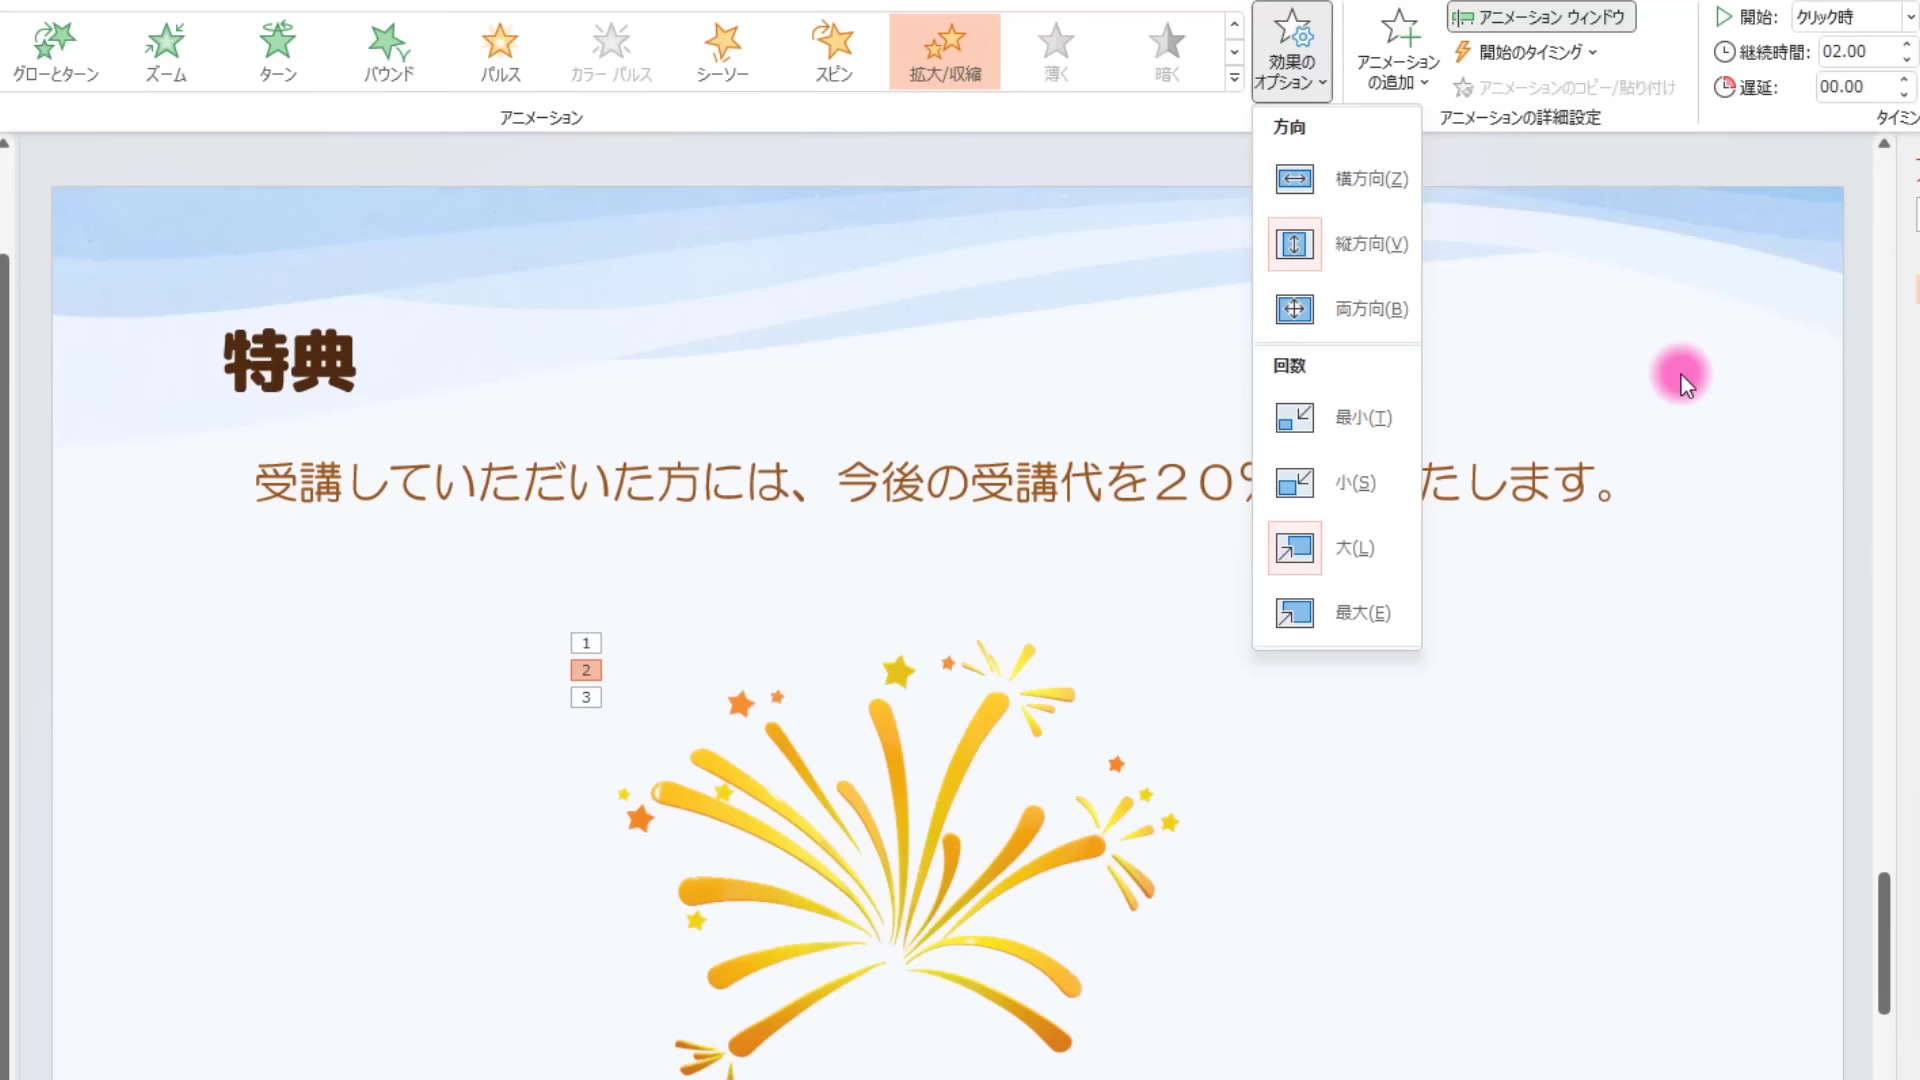 グローとターン
ズーム
ターン
バウンド
パルス
カラー パルス
シーソー
スピン
拡大/収縮
薄く
暗く
アニメーション
効果の
オプション
アニメーション
の追加
アニメーション ウィンドウ
開始のタイミング
アニメーションのコピー/貼り付け
アニメーションの詳細設定
開始: クリック時
継続時間: 02.00
遅延: 00.00
タイミン
方向
横方向(Z)
縦方向(V)
両方向(B)
回数
最小(T)
小(S)
大(L)
最大(E)
特典
受講していただいた方には、今後の受講代を20%
たします。
1
2
3